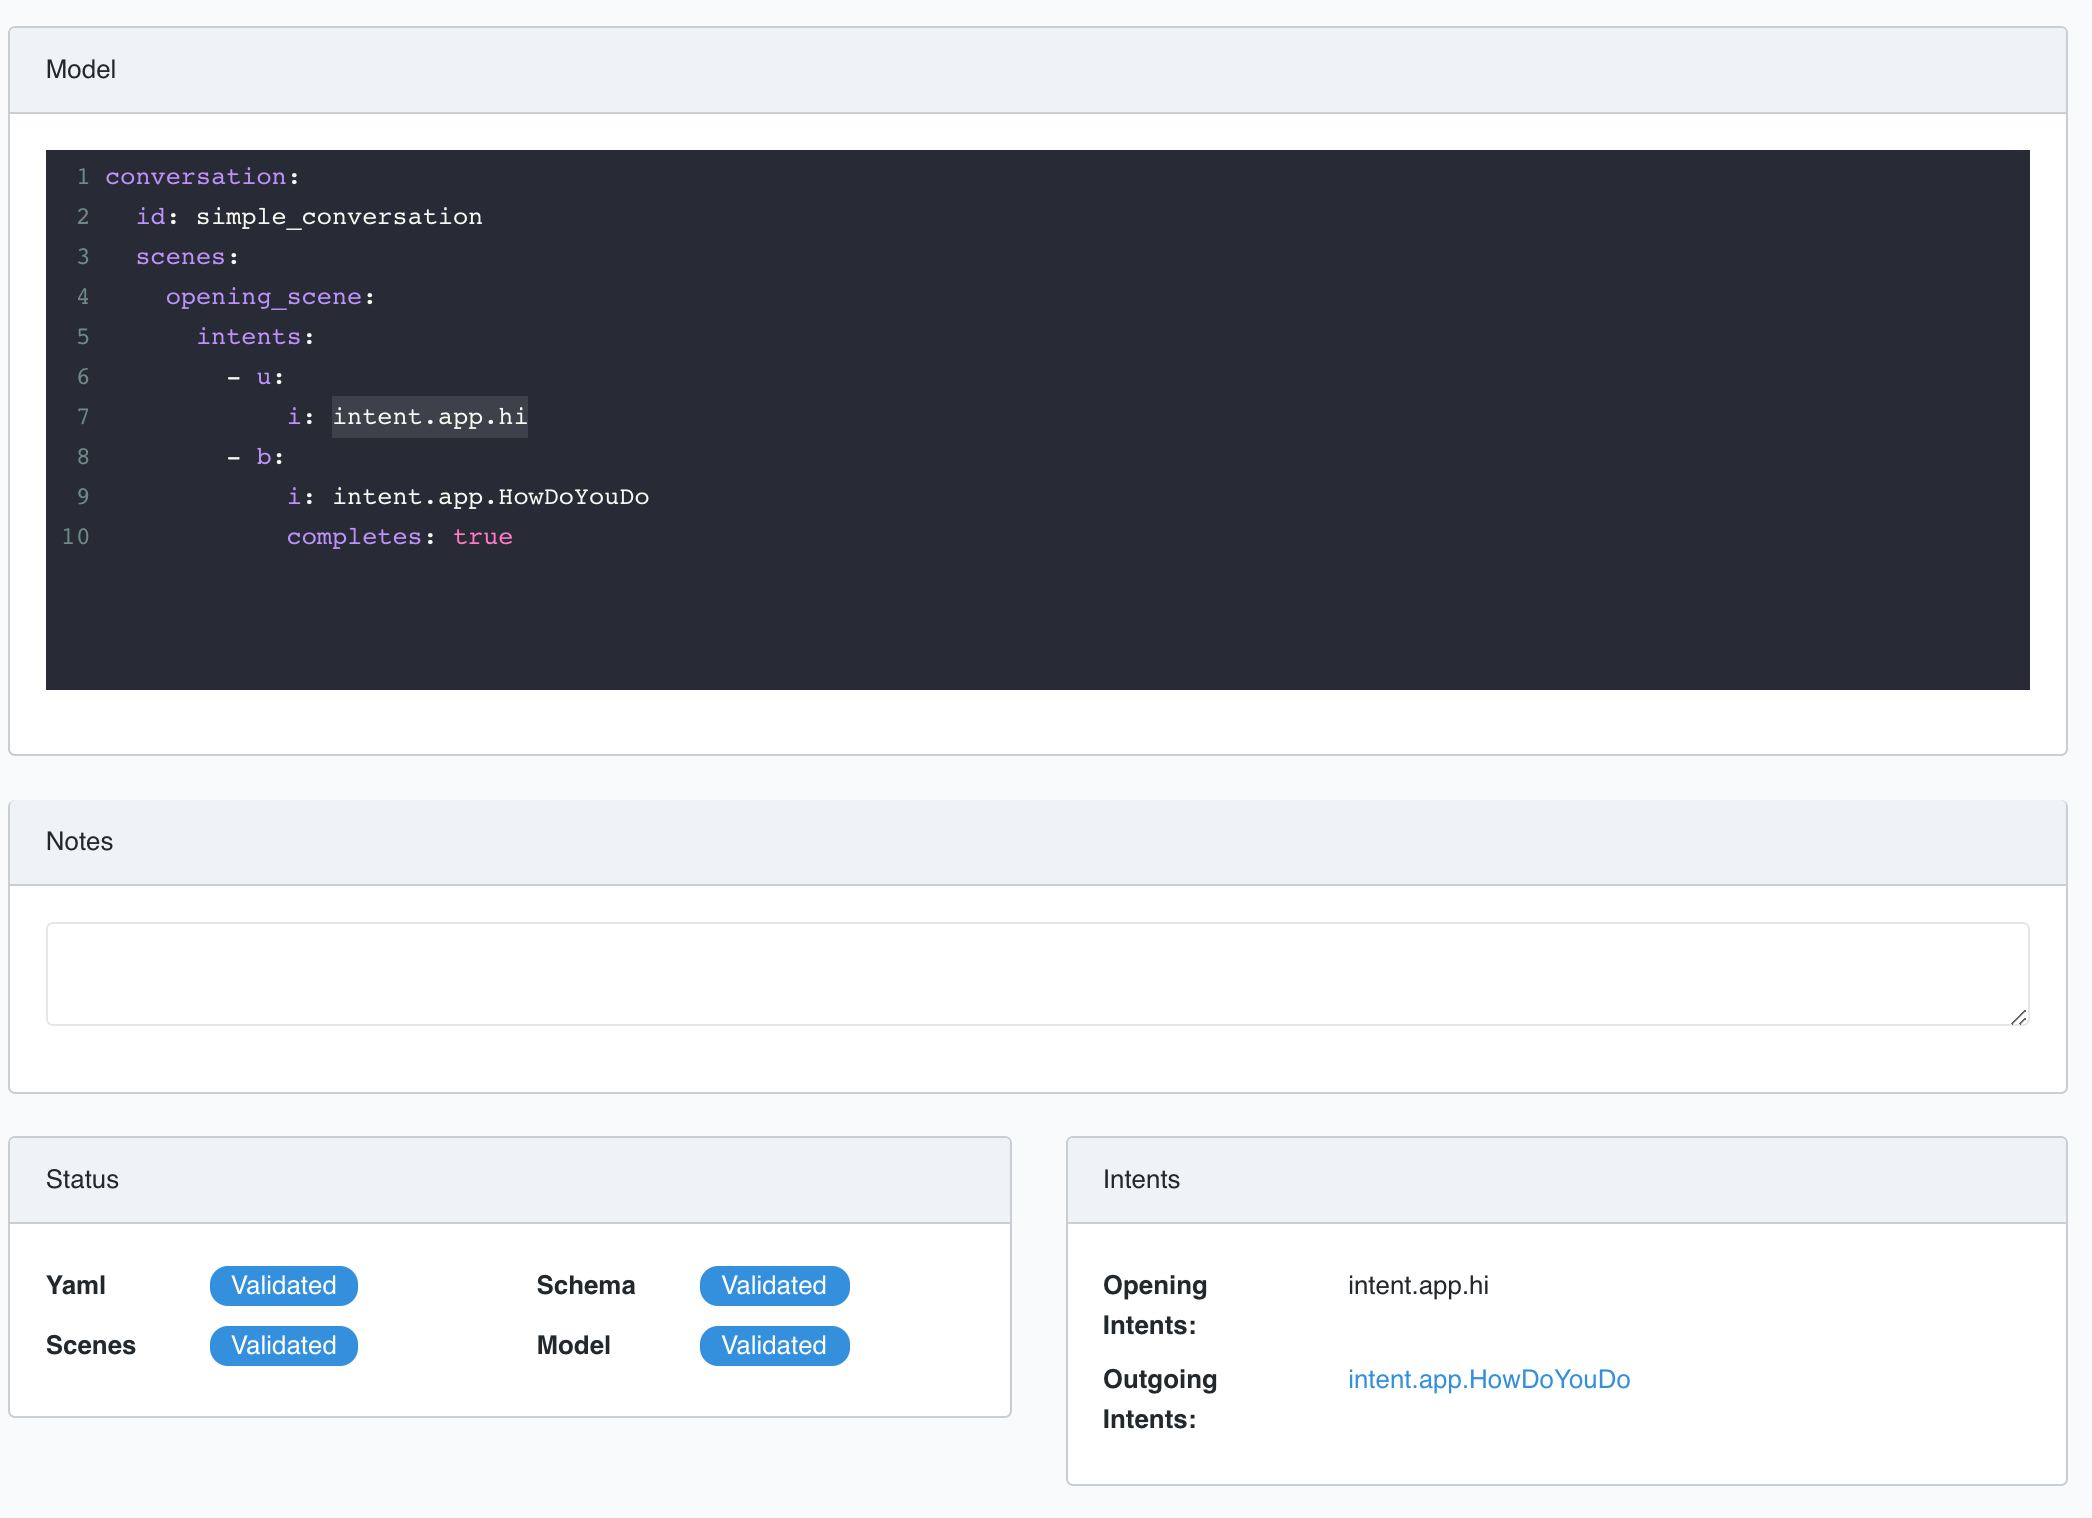 Model
1 conversation:
2   id: simple_conversation
3   scenes:
4     opening_scene:
5       intents:
6         - u:
7             i: intent.app.hi
8         - b:
9             i: intent.app.HowDoYouDo
10             completes: true
Notes
Status
Yaml Validated Schema Validated
Scenes Validated Model Validated
Intents
Opening Intents: intent.app.hi
Outgoing Intents: intent.app.HowDoYouDo